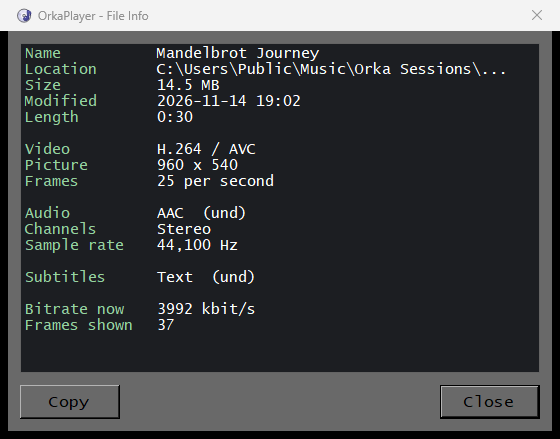 OrkaPlayer - File Info
Name Mandelbrot Journey
Location C:\Users\Public\Music\Orka Sessions\...
Size 14.5 MB
Modified 2026-11-14 19:02
Length 0:30
Video H.264 / AVC
Picture 960 x 540
Frames 25 per second
Audio AAC (und)
Channels Stereo
Sample rate 44,100 Hz
Subtitles Text (und)
Bitrate now 3992 kbit/s
Frames shown 37
Copy Close